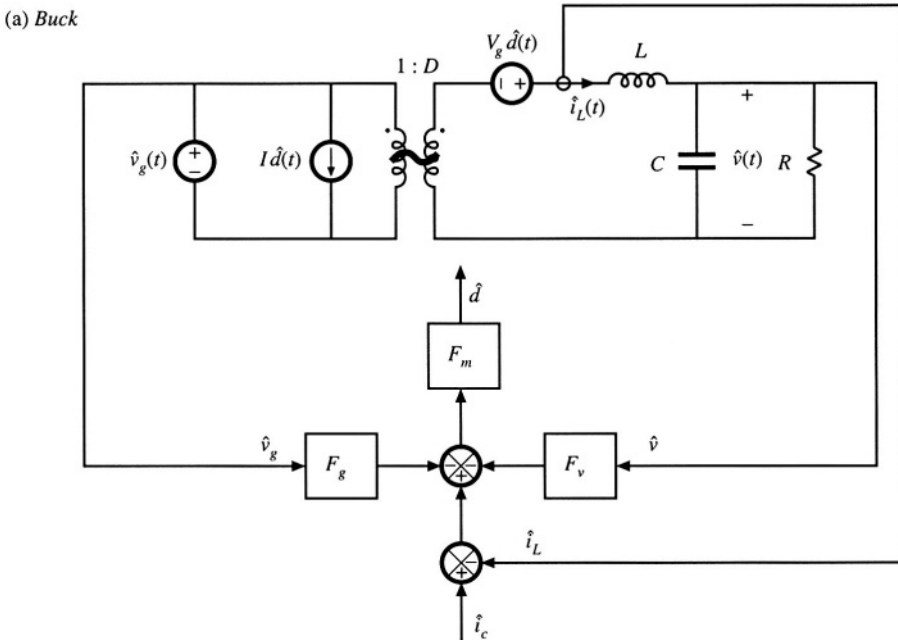 (a) Buck
V_g d̂(t)
L
1 : D
î_L(t)
+
v̂_g(t)
+
−
I d̂(t)
− +
C
v̂(t)
R
−
d̂
F_m
v̂_g
F_g
−
−
+
F_v
v̂
î_L
−
+
î_c